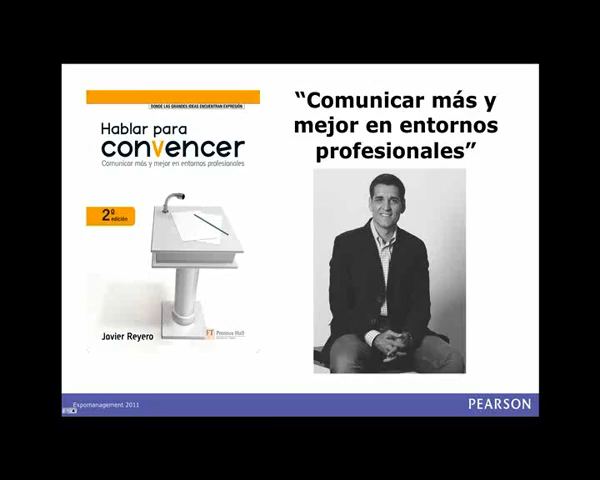 DONDE LAS GRANDES IDEAS ENCUENTRAN EXPRESIÓN
Hablar para
convencer
Comunicar más y mejor en entornos profesionales
2ª
edición
Javier Reyero
FT Prentice Hall
“Comunicar más y
mejor en entornos
profesionales”
Expomanagement 2011
PEARSON